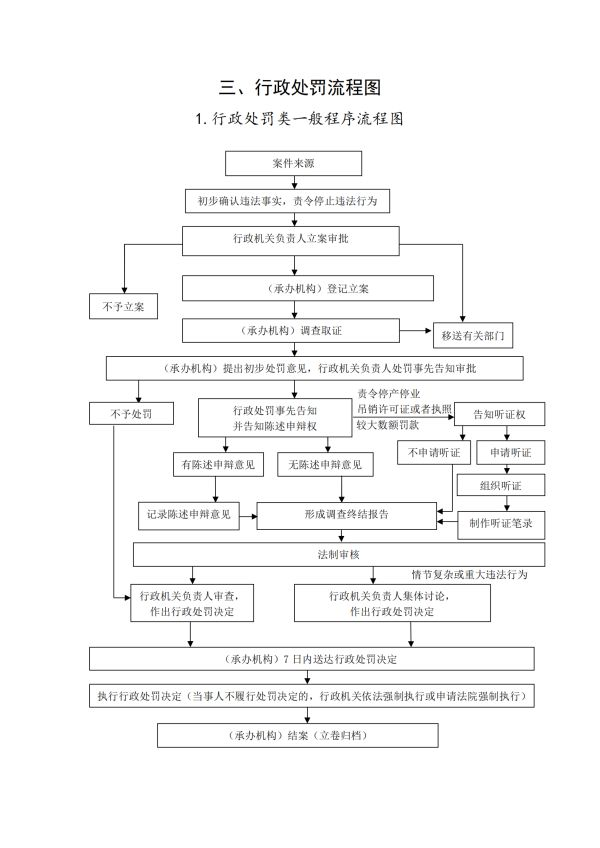 三、行政处罚流程图
1.行政处罚类一般程序流程图
案件来源
初步确认违法事实，责令停止违法行为
行政机关负责人立案审批
（承办机构）登记立案
不予立案
（承办机构）调查取证
移送有关部门
（承办机构）提出初步处罚意见，行政机关负责人处罚事先告知审批
责令停产停业
不予处罚
行政处罚事先告知
并告知陈述申辩权
吊销许可证或者执照
较大数额罚款
告知听证权
有陈述申辩意见
无陈述申辩意见
不申请听证
申请听证
组织听证
记录陈述申辩意见
形成调查终结报告
制作听证笔录
法制审核
情节复杂或重大违法行为
行政机关负责人审查，
作出行政处罚决定
行政机关负责人集体讨论，
作出行政处罚决定
（承办机构）7 日内送达行政处罚决定
执行行政处罚决定（当事人不履行处罚决定的，行政机关依法强制执行或申请法院强制执行）
（承办机构）结案（立卷归档）